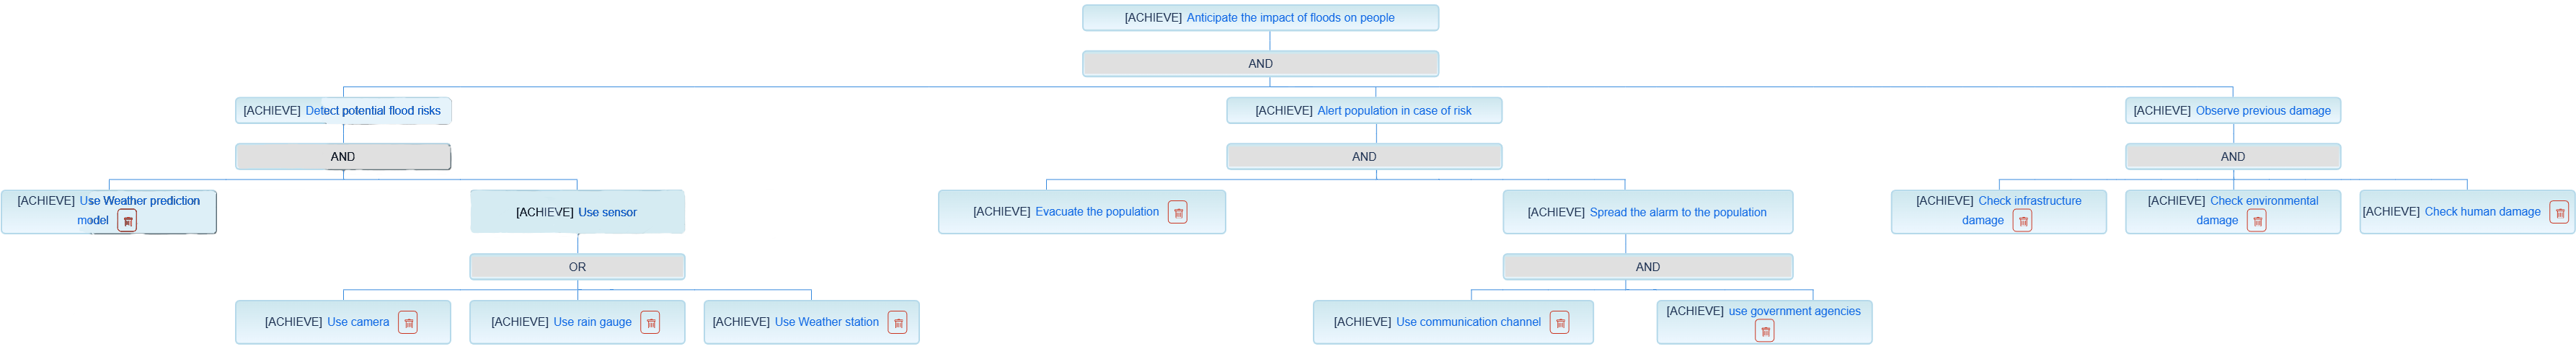 [ACHIEVE] Anticipate the impact of floods on people
AND
[ACHIEVE] Detect potential flood risks
[ACHIEVE] Alert population in case of risk
[ACHIEVE] Observe previous damage
AND
AND
AND
[ACHIEVE] Use Weather prediction
model
[ACHIEVE] Use sensor
[ACHIEVE] Evacuate the population
[ACHIEVE] Spread the alarm to the population
[ACHIEVE] Check infrastructure
damage
[ACHIEVE] Check environmental
damage
[ACHIEVE] Check human damage
OR
AND
[ACHIEVE] Use camera
[ACHIEVE] Use rain gauge
[ACHIEVE] Use Weather station
[ACHIEVE] Use communication channel
[ACHIEVE] use government agencies